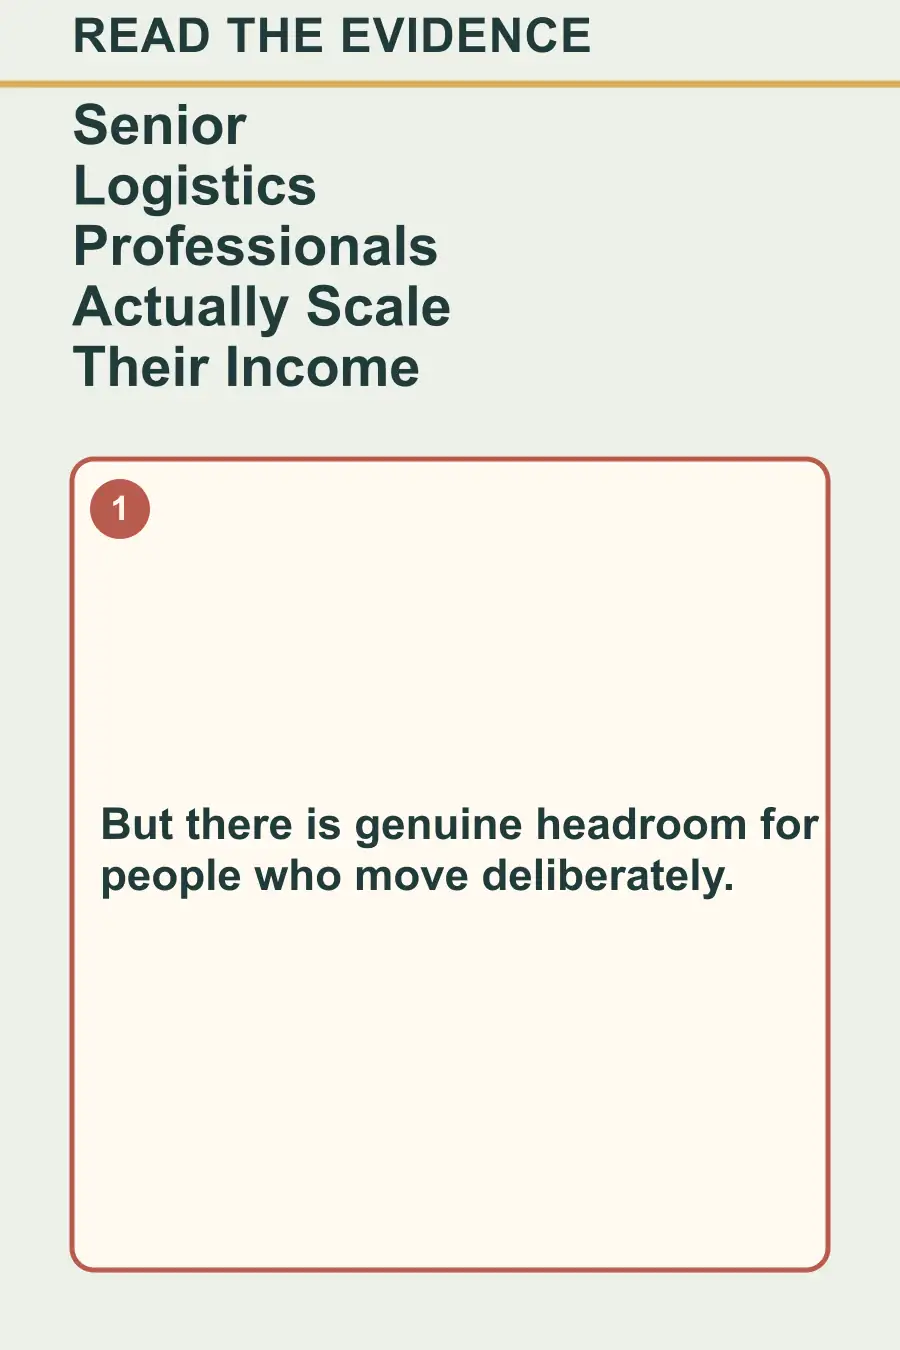 READ THE EVIDENCE
Senior
Logistics
Professionals
Actually Scale
Their Income
1
But there is genuine headroom for
people who move deliberately.